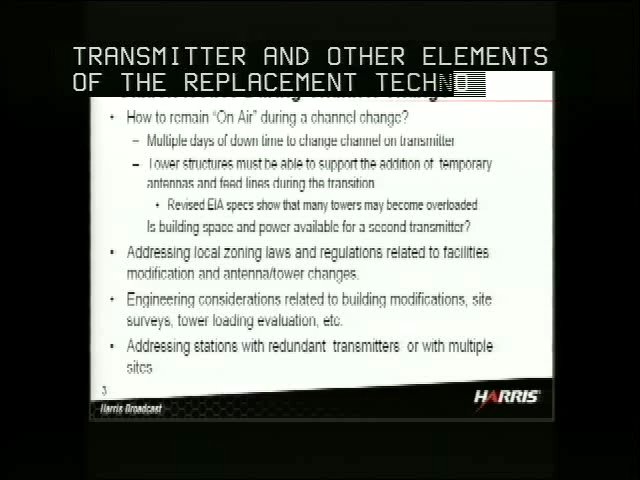 TRANSMITTER AND OTHER ELEMENTS
OF THE REPLACEMENT TECHNO
• How to remain "On Air" during a channel change?
– Multiple days of down time to change channel on transmitter
– Tower structures must be able to support the addition of temporary
antennas and feed lines during the transition
• Revised EIA specs show that many towers may become overloaded
Is building space and power available for a second transmitter?
• Addressing local zoning laws and regulations related to facilities
modification and antenna/tower changes.
• Engineering considerations related to building modifications, site
surveys, tower loading evaluation, etc.
• Addressing stations with redundant transmitters or with multiple
sites
3
Harris Broadcast
HARRIS